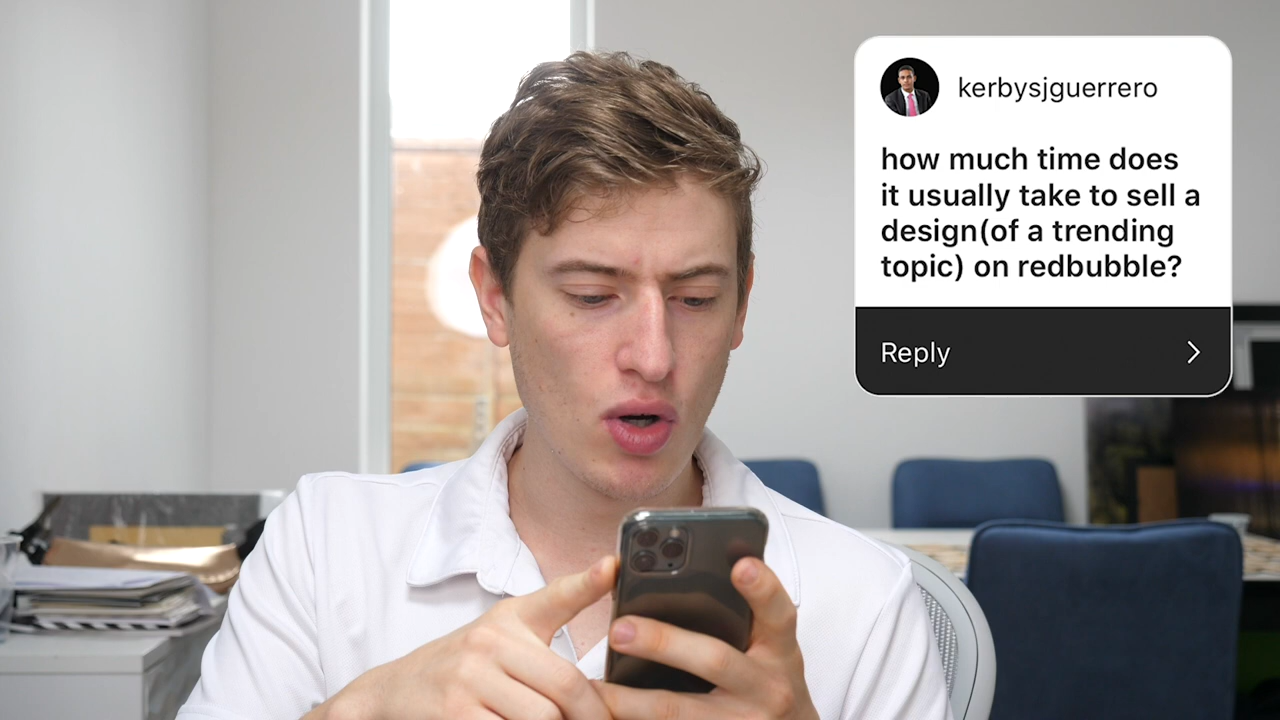 kerbysjguerrero
how much time does
it usually take to sell a
design(of a trending
topic) on redbubble?
Reply